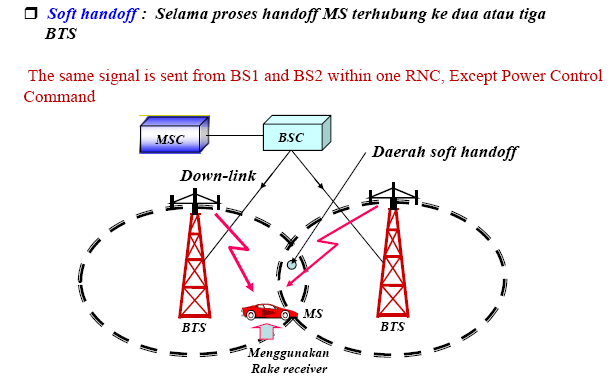 Soft handoff : Selama proses handoff MS terhubung ke dua atau tiga
BTS
The same signal is sent from BS1 and BS2 within one RNC, Except Power Control
Command
MSC
BSC
Daerah soft handoff
Down-link
MS
BTS
BTS
Menggunakan
Rake receiver